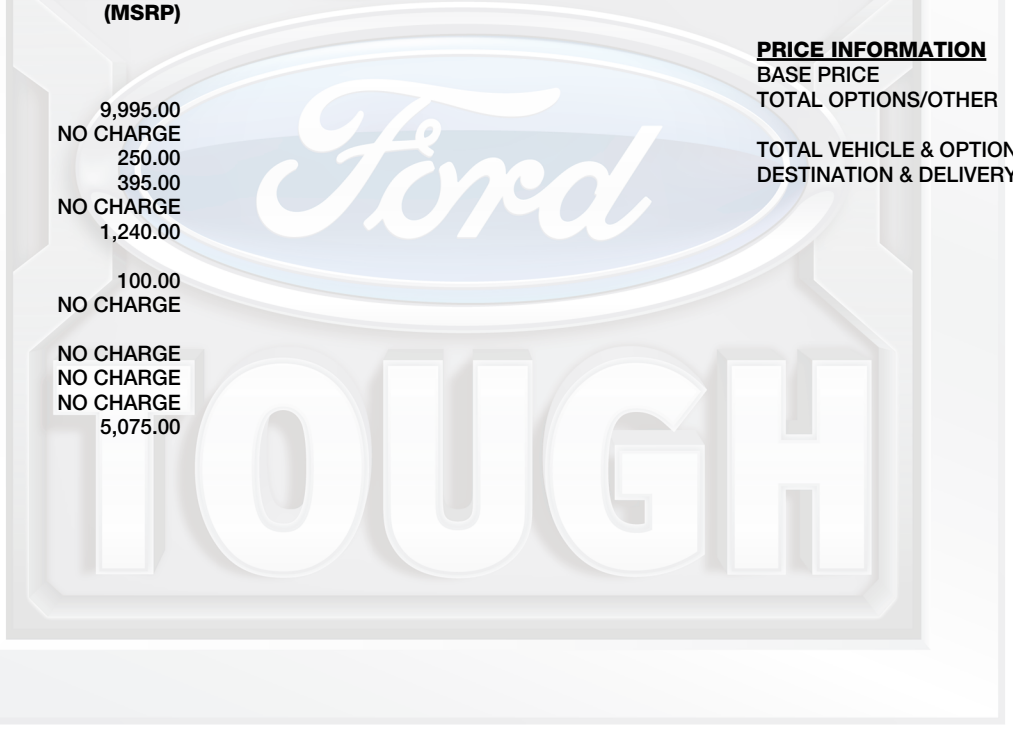 (MSRP)
9,995.00
NO CHARGE
250.00
395.00
NO CHARGE
1,240.00
100.00
NO CHARGE
NO CHARGE
NO CHARGE
NO CHARGE
5,075.00
PRICE INFORMATION
BASE PRICE
TOTAL OPTIONS/OTHER
TOTAL VEHICLE & OPTION
DESTINATION & DELIVERY
Ford
TOUGH